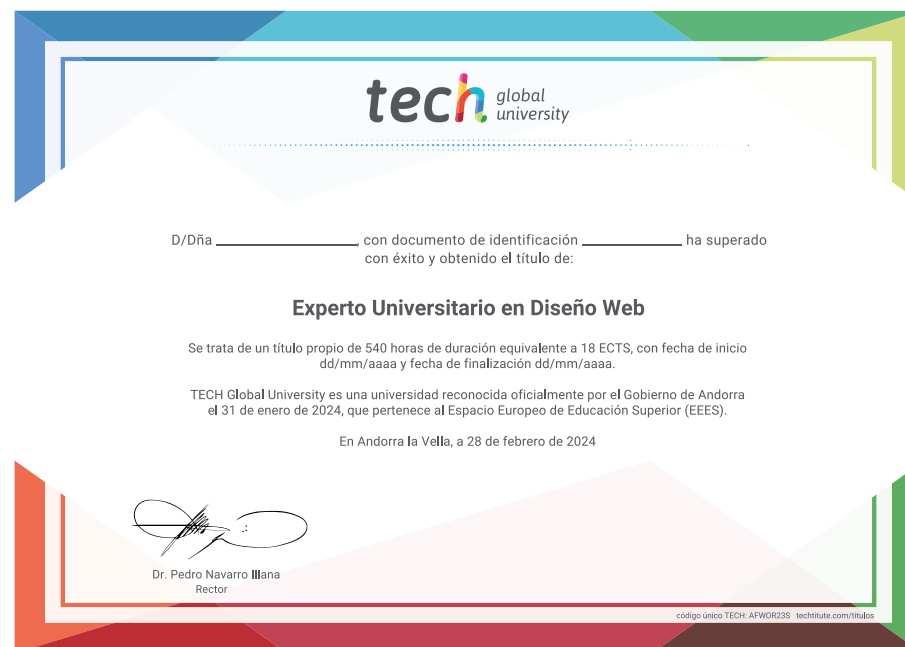 tech global university
D/Dña ____________, con documento de identificación ____________ ha superado
con éxito y obtenido el título de:
Experto Universitario en Diseño Web
Se trata de un título propio de 540 horas de duración equivalente a 18 ECTS, con fecha de inicio
dd/mm/aaaa y fecha de finalización dd/mm/aaaa.
TECH Global University es una universidad reconocida oficialmente por el Gobierno de Andorra
el 31 de enero de 2024, que pertenece al Espacio Europeo de Educación Superior (EEES).
En Andorra la Vella, a 28 de febrero de 2024
Dr. Pedro Navarro Illana
Rector
código único TECH: AFWOR23S techtitute.com/titulos